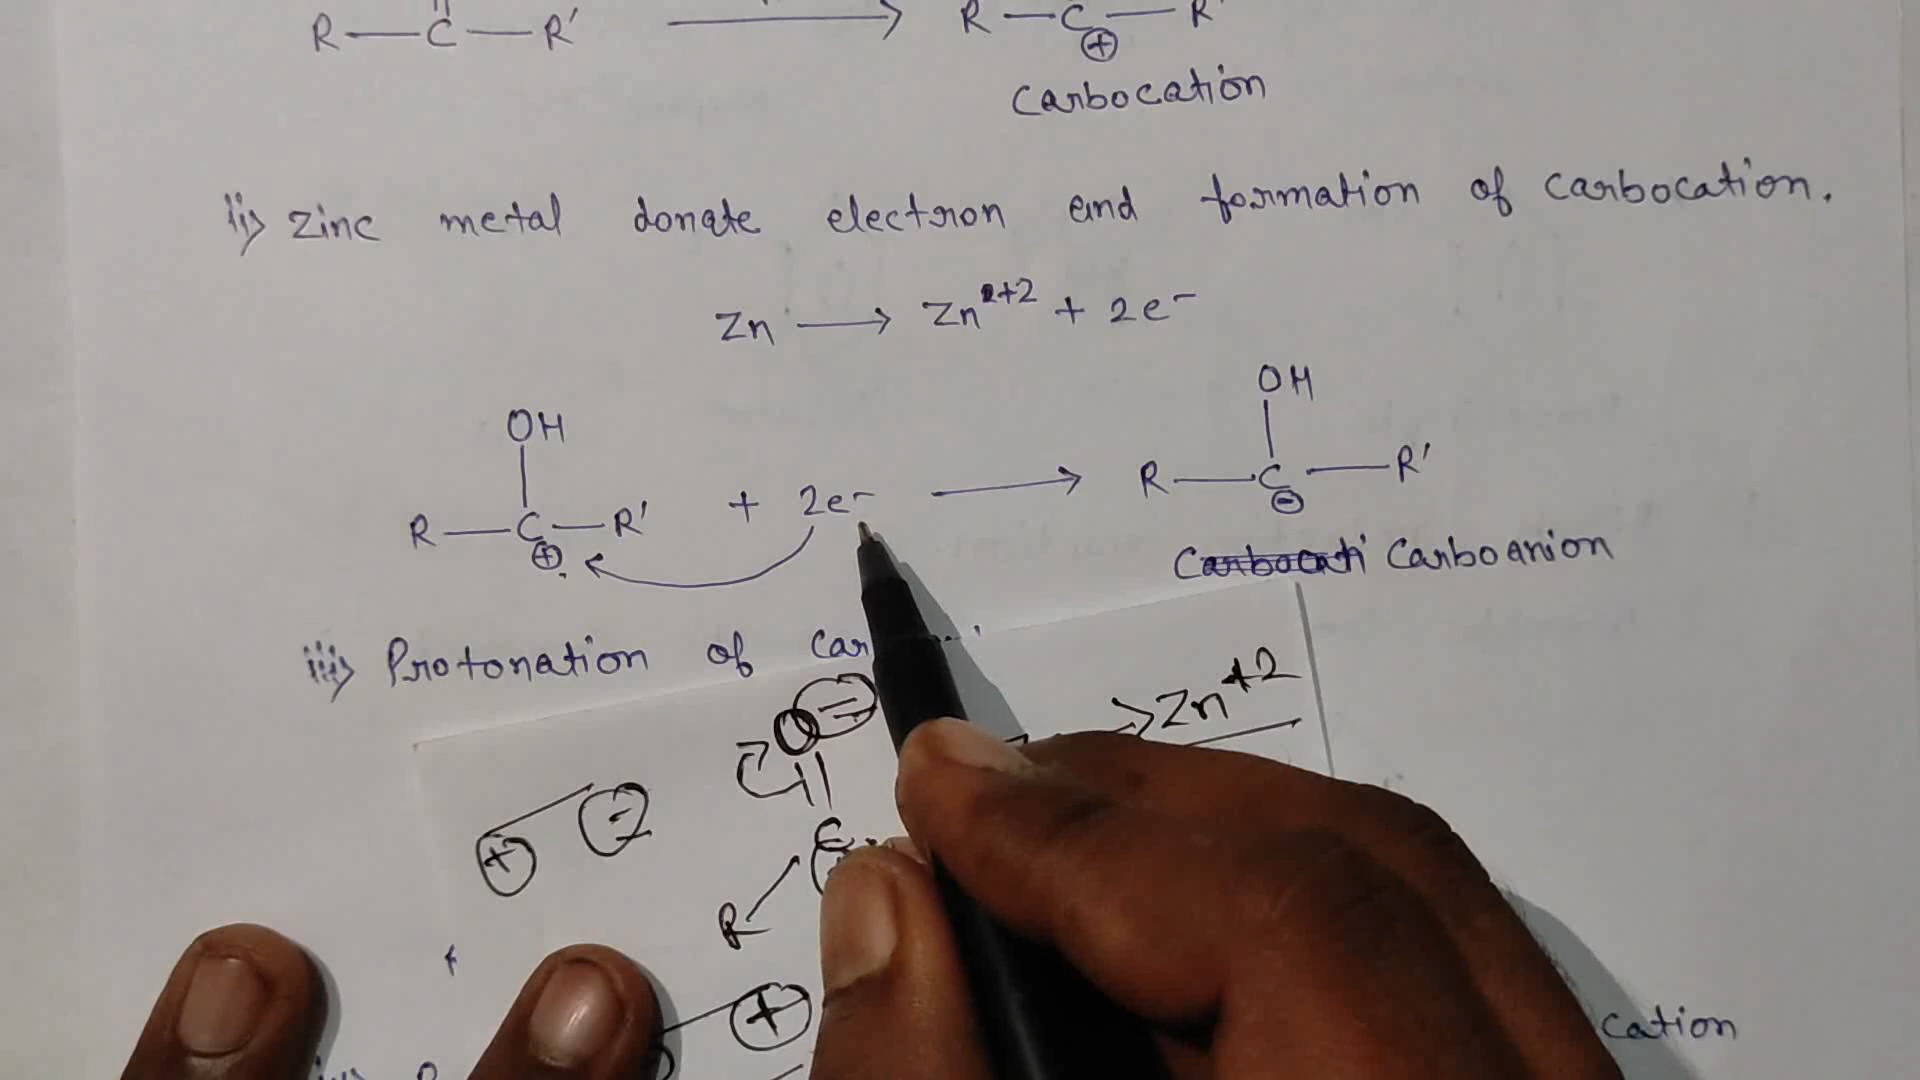 R — C — R'
R — C — R'
⊕
Carbocation
ii) Zinc metal donate electron and formation of carbocation.
Zn → Zn+2 + 2e-
OH
OH
R — C — R' + 2e- → R — C — R'
⊕
⊖
Carboanion
iii) Protonation of
Zn+2
O
⊕ ⊖
C
R
⊕
cation